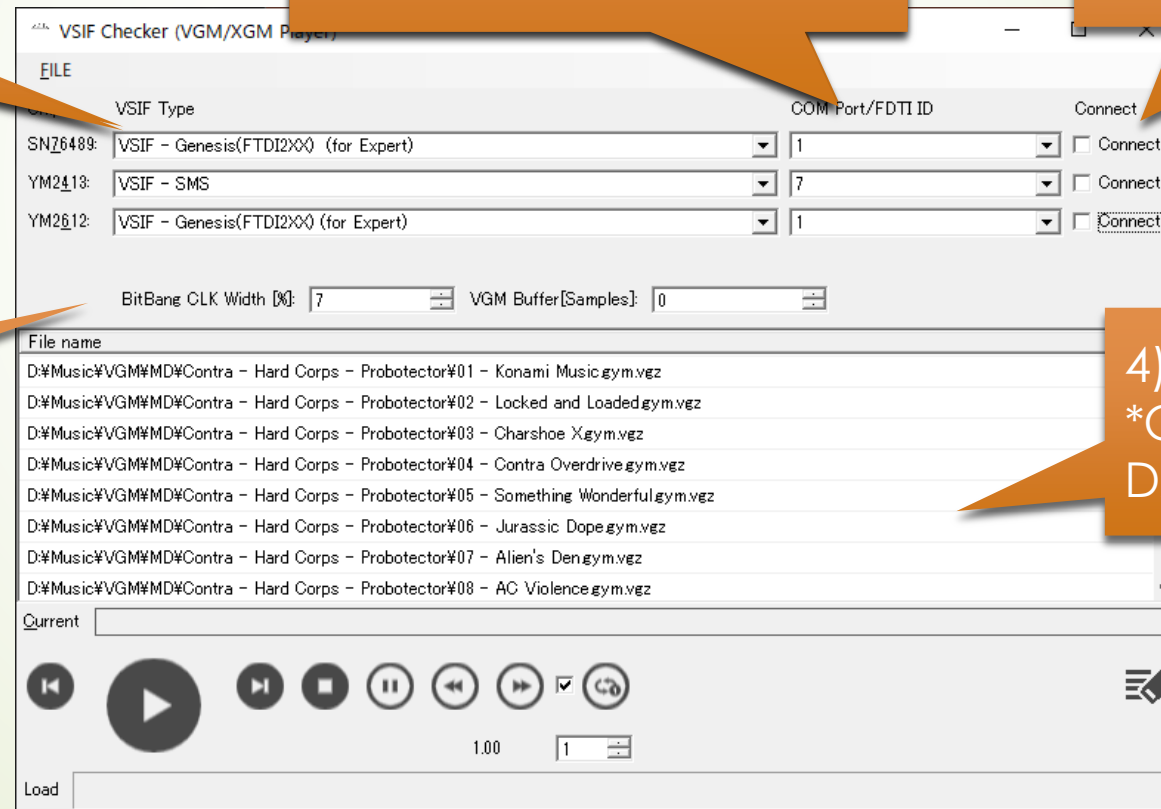 VSIF Checker (VGM/XGM Player)
FILE
VSIF Type COM Port/FDTI ID Connect
SN76489: VSIF - Genesis(FTDI2XX) (for Expert) 1 Connect
YM2413: VSIF - SMS 7 Connect
YM2612: VSIF - Genesis(FTDI2XX) (for Expert) 1 Connect
BitBang CLK Width [%]: 7 VGM Buffer[Samples]: 0
File name
D:¥Music¥VGM¥MD¥Contra - Hard Corps - Probotector¥01 - Konami Music.gym.vgz
D:¥Music¥VGM¥MD¥Contra - Hard Corps - Probotector¥02 - Locked and Loaded.gym.vgz
D:¥Music¥VGM¥MD¥Contra - Hard Corps - Probotector¥03 - Charshoe X.gym.vgz
D:¥Music¥VGM¥MD¥Contra - Hard Corps - Probotector¥04 - Contra Overdrive.gym.vgz
D:¥Music¥VGM¥MD¥Contra - Hard Corps - Probotector¥05 - Something Wonderful.gym.vgz
D:¥Music¥VGM¥MD¥Contra - Hard Corps - Probotector¥06 - Jurassic Dope.gym.vgz
D:¥Music¥VGM¥MD¥Contra - Hard Corps - Probotector¥07 - Alien's Den.gym.vgz
D:¥Music¥VGM¥MD¥Contra - Hard Corps - Probotector¥08 - AC Violence.gym.vgz
4)
Current
1.00 1
Load